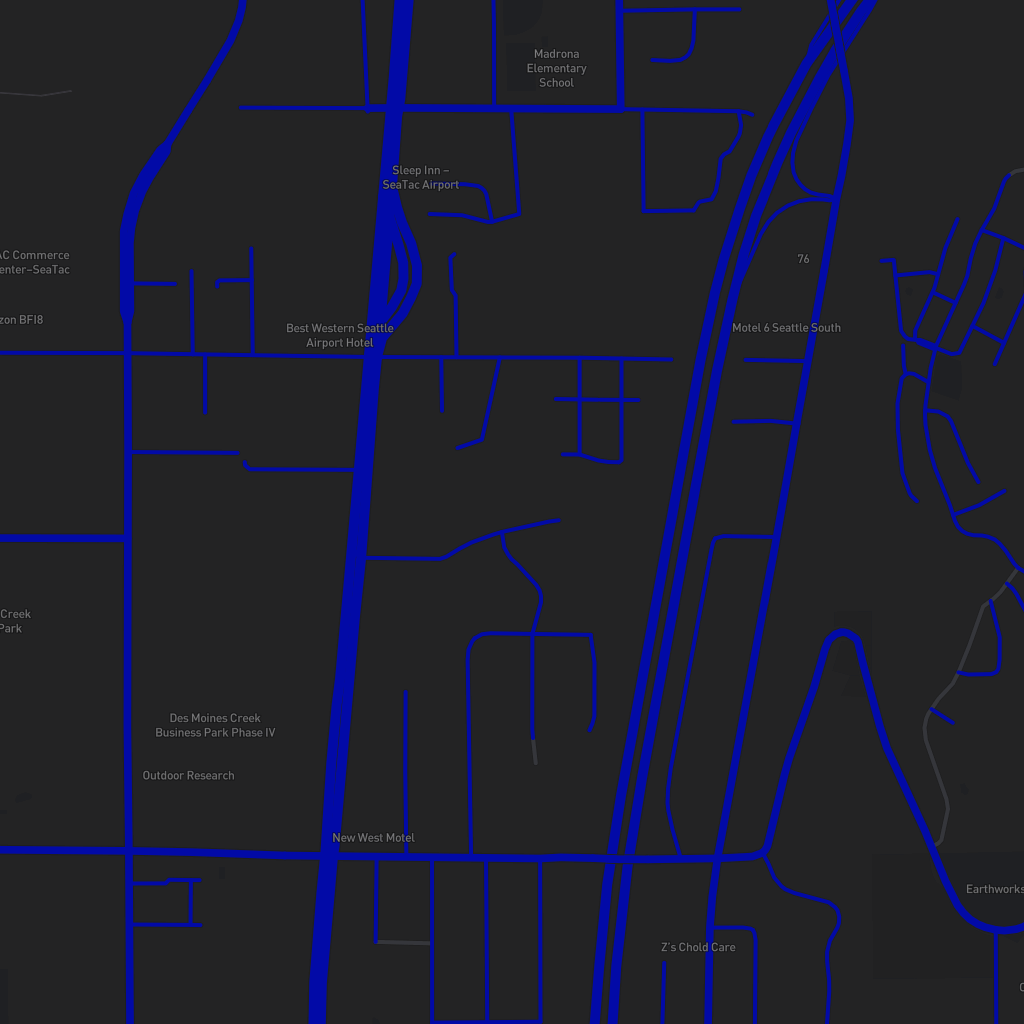 Madrona
Elementary
School
Sleep Inn –
SeaTac Airport
AC Commerce
enter–SeaTac
76
zon BFI8
Best Western Seattle
Airport Hotel
Motel 6 Seattle South
Creek
Park
Des Moines Creek
Business Park Phase IV
Outdoor Research
New West Motel
Earthworks
Z's Chold Care